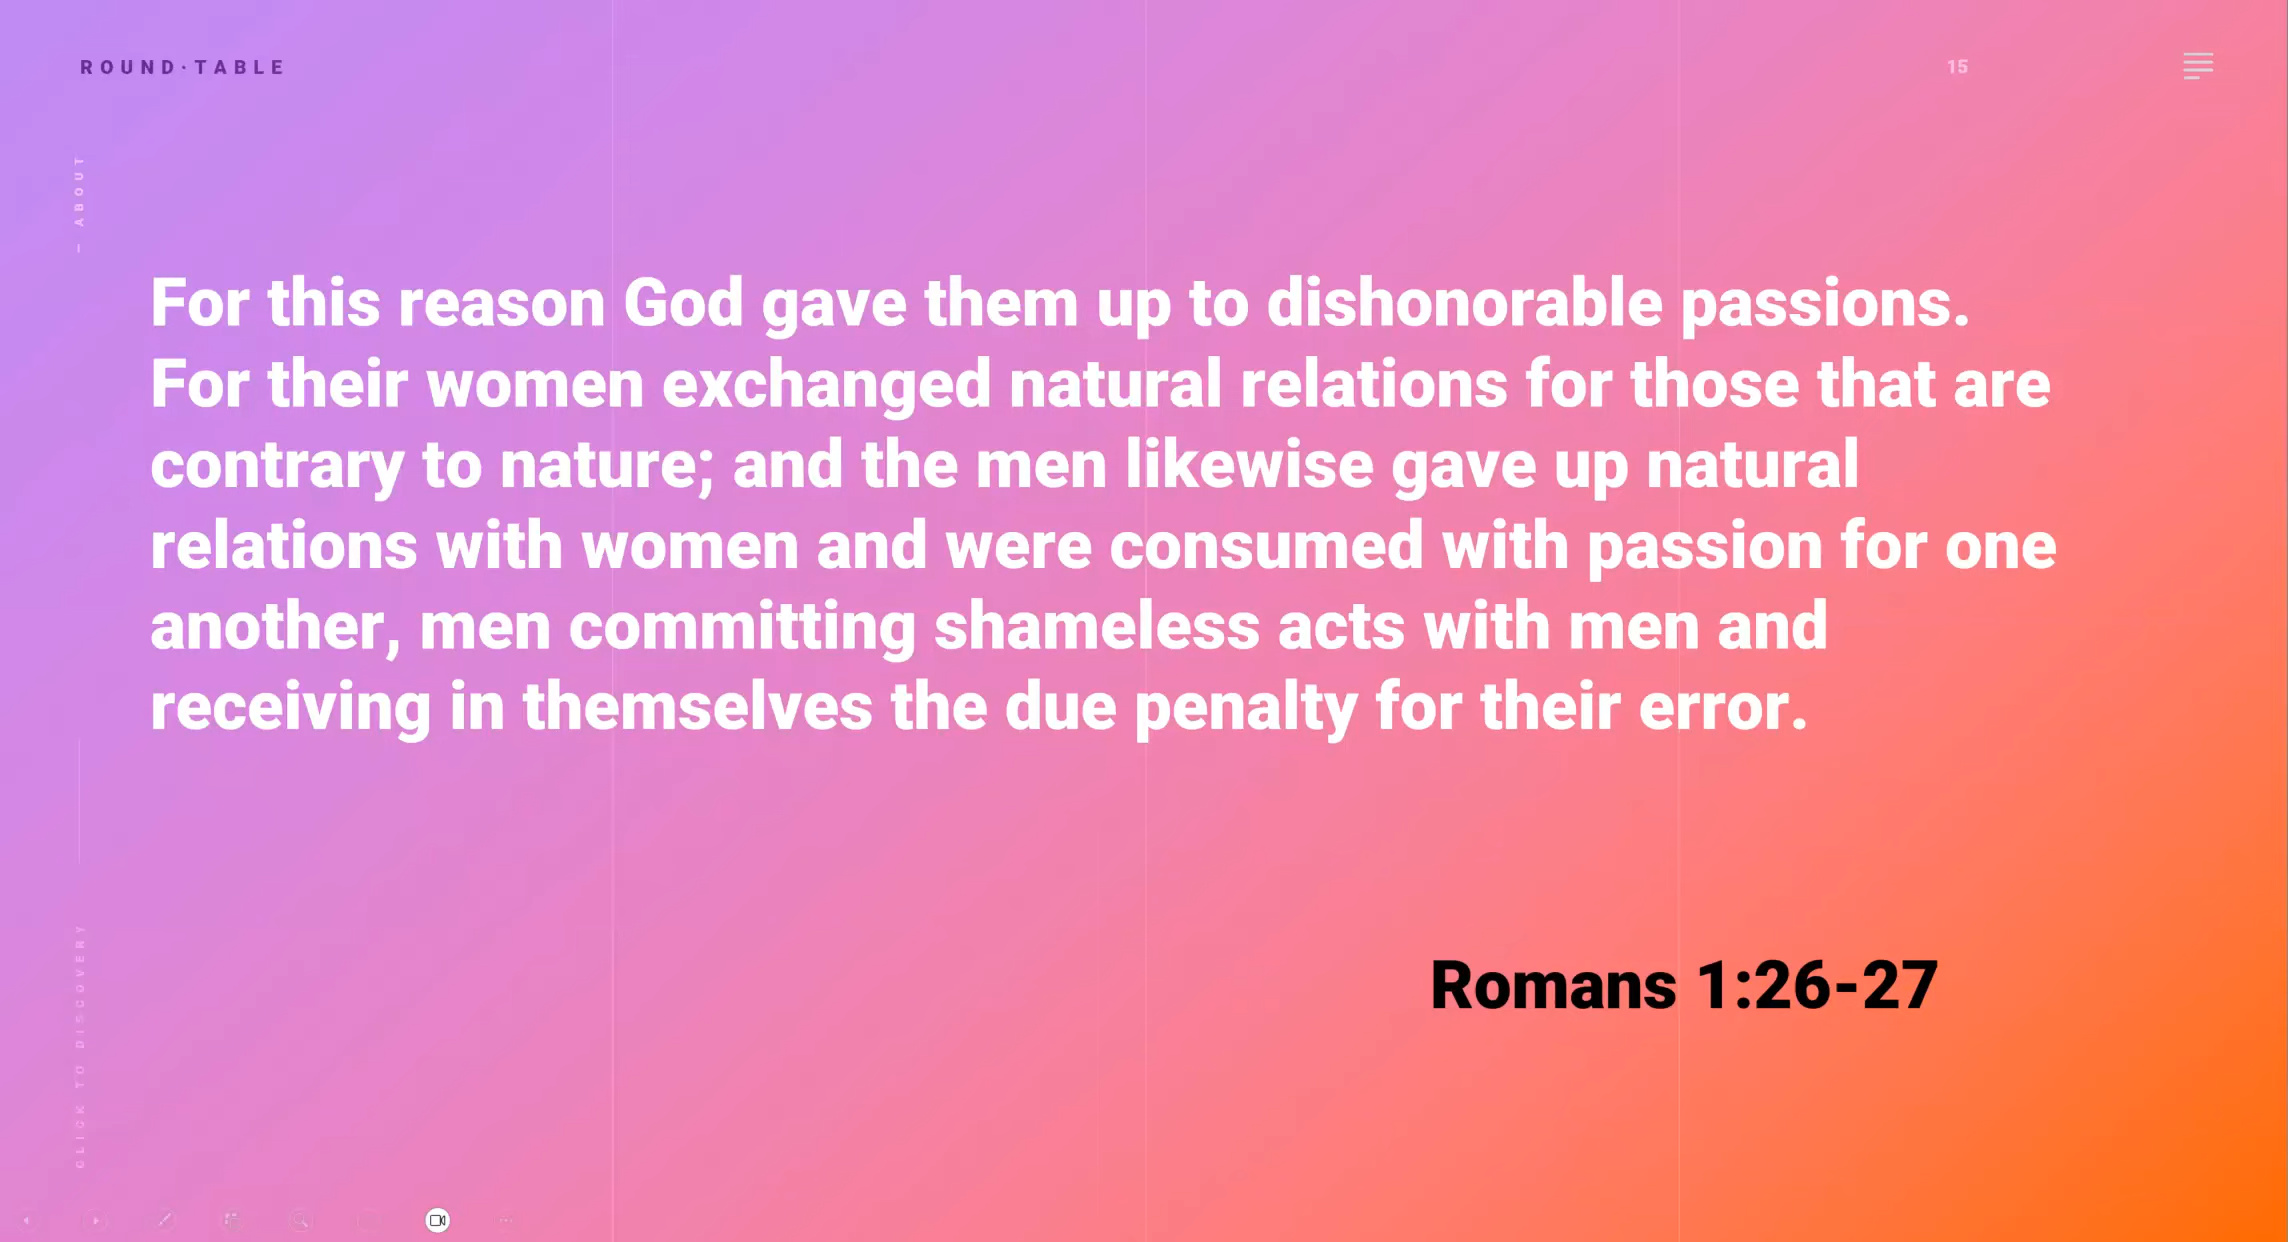 ROUND·TABLE
15
— ABOUT
For this reason God gave them up to dishonorable passions.
For their women exchanged natural relations for those that are
contrary to nature; and the men likewise gave up natural
relations with women and were consumed with passion for one
another, men committing shameless acts with men and
receiving in themselves the due penalty for their error.
Romans 1:26-27
CLICK TO DISCOVERY